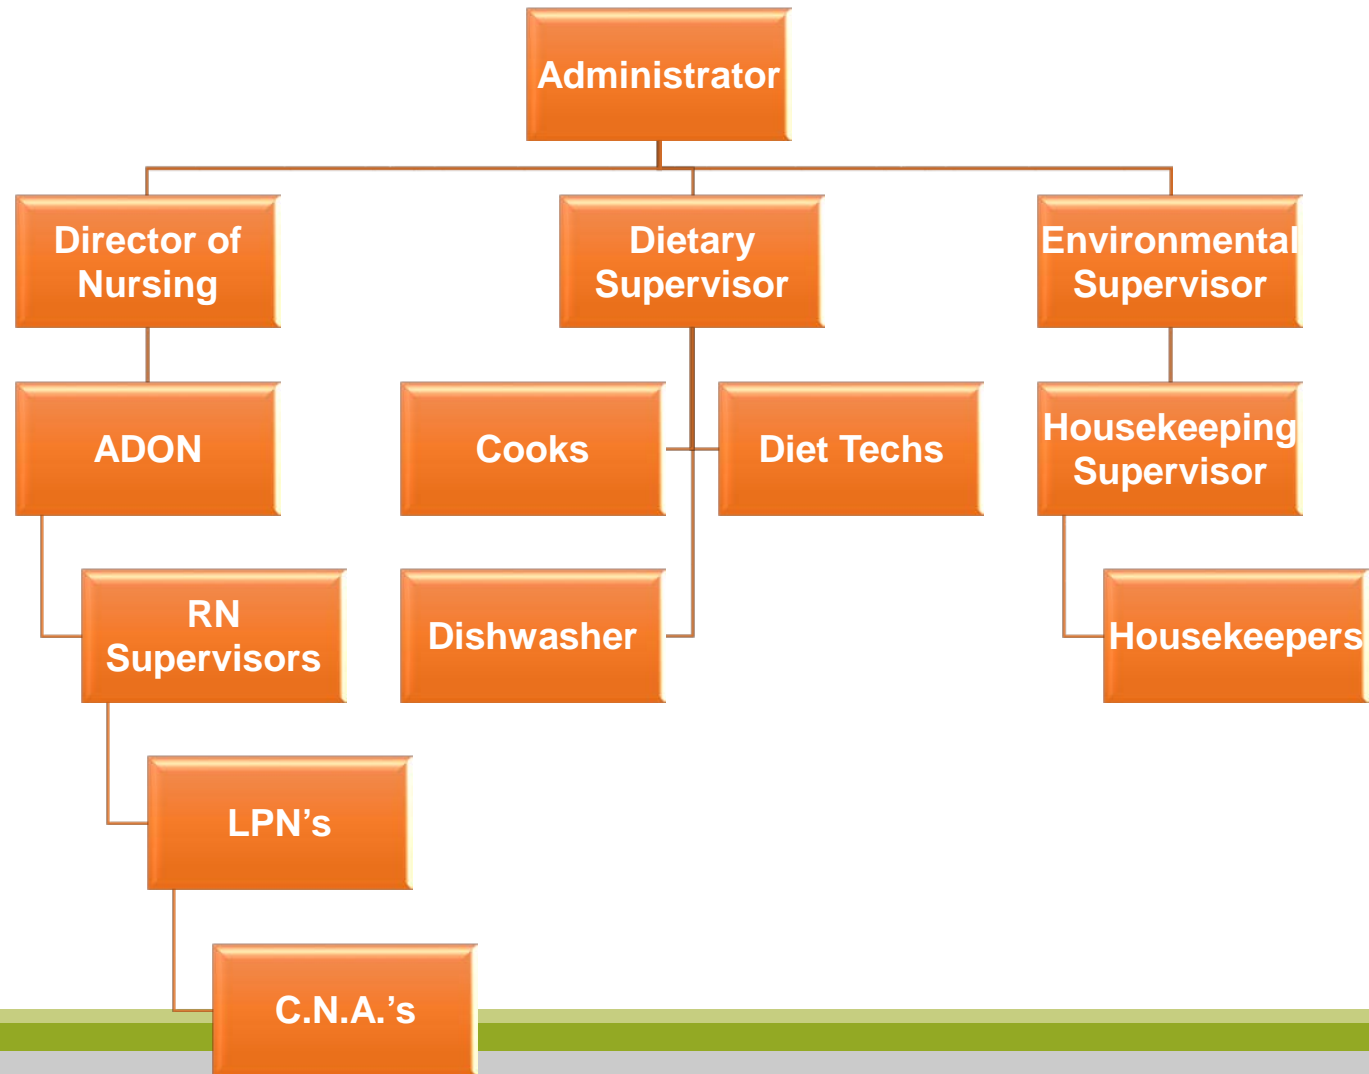 Administrator
Director of
Nursing
Dietary
Supervisor
Environmental
Supervisor
ADON
Cooks
Diet Techs
Housekeeping
Supervisor
RN
Supervisors
Dishwasher
Housekeepers
LPN’s
C.N.A.’s